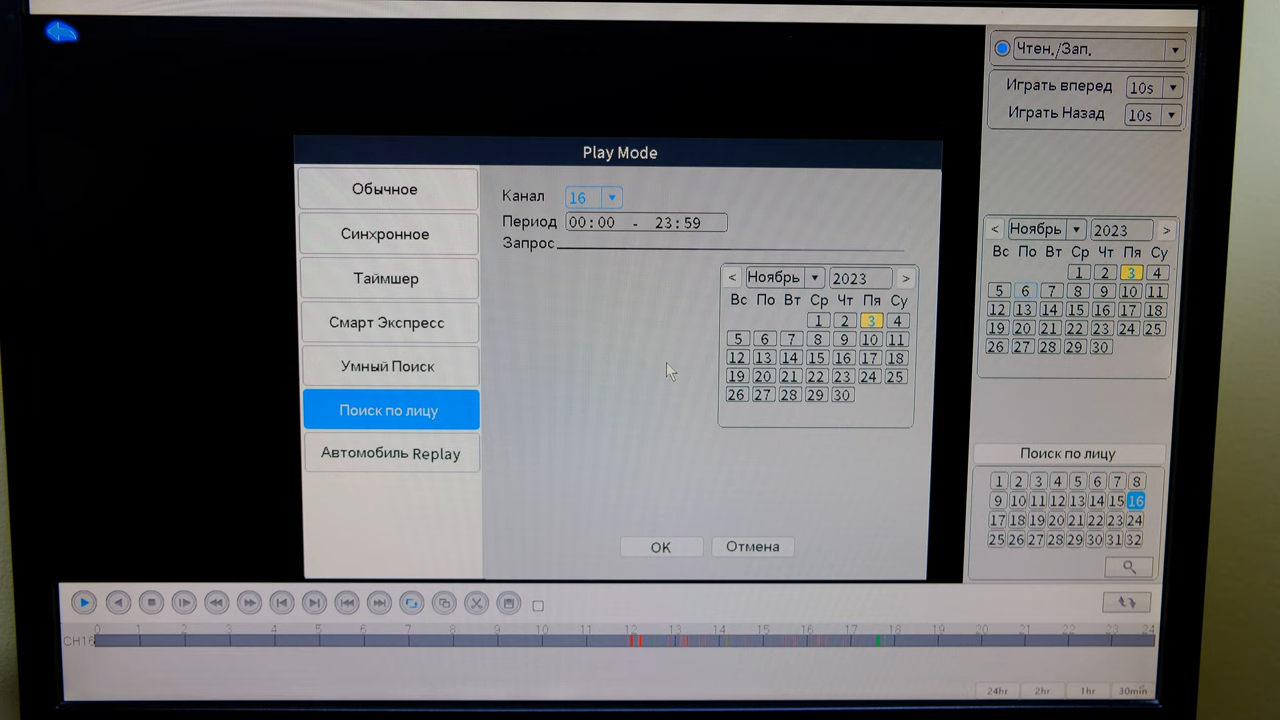 Чтен./Зап.
Играть вперед 10s
Играть Назад 10s
Play Mode
Обычное
Синхронное
Таймшер
Смарт Экспресс
Умный Поиск
Поиск по лицу
Автомобиль Replay
Канал 16
Период 00:00 - 23:59
Запрос
< Ноябрь 2023 >
Вс По Вт Ср Чт Пя Су
1 2 3 4
5 6 7 8 9 10 11
12 13 14 15 16 17 18
19 20 21 22 23 24 25
26 27 28 29 30
OK Отмена
< Ноябрь 2023 >
Вс По Вт Ср Чт Пя Су
1 2 3 4
5 6 7 8 9 10 11
12 13 14 15 16 17 18
19 20 21 22 23 24 25
26 27 28 29 30
Поиск по лицу
1 2 3 4 5 6 7 8
9 10 11 12 13 14 15 16
17 18 19 20 21 22 23 24
25 26 27 28 29 30 31 32
0 1 2 3 4 5 6 7 8 9 10 11 12 13 14 15 16 17 18 19 20 21 22 23 24
CH16
24hr 2hr 1hr 30min